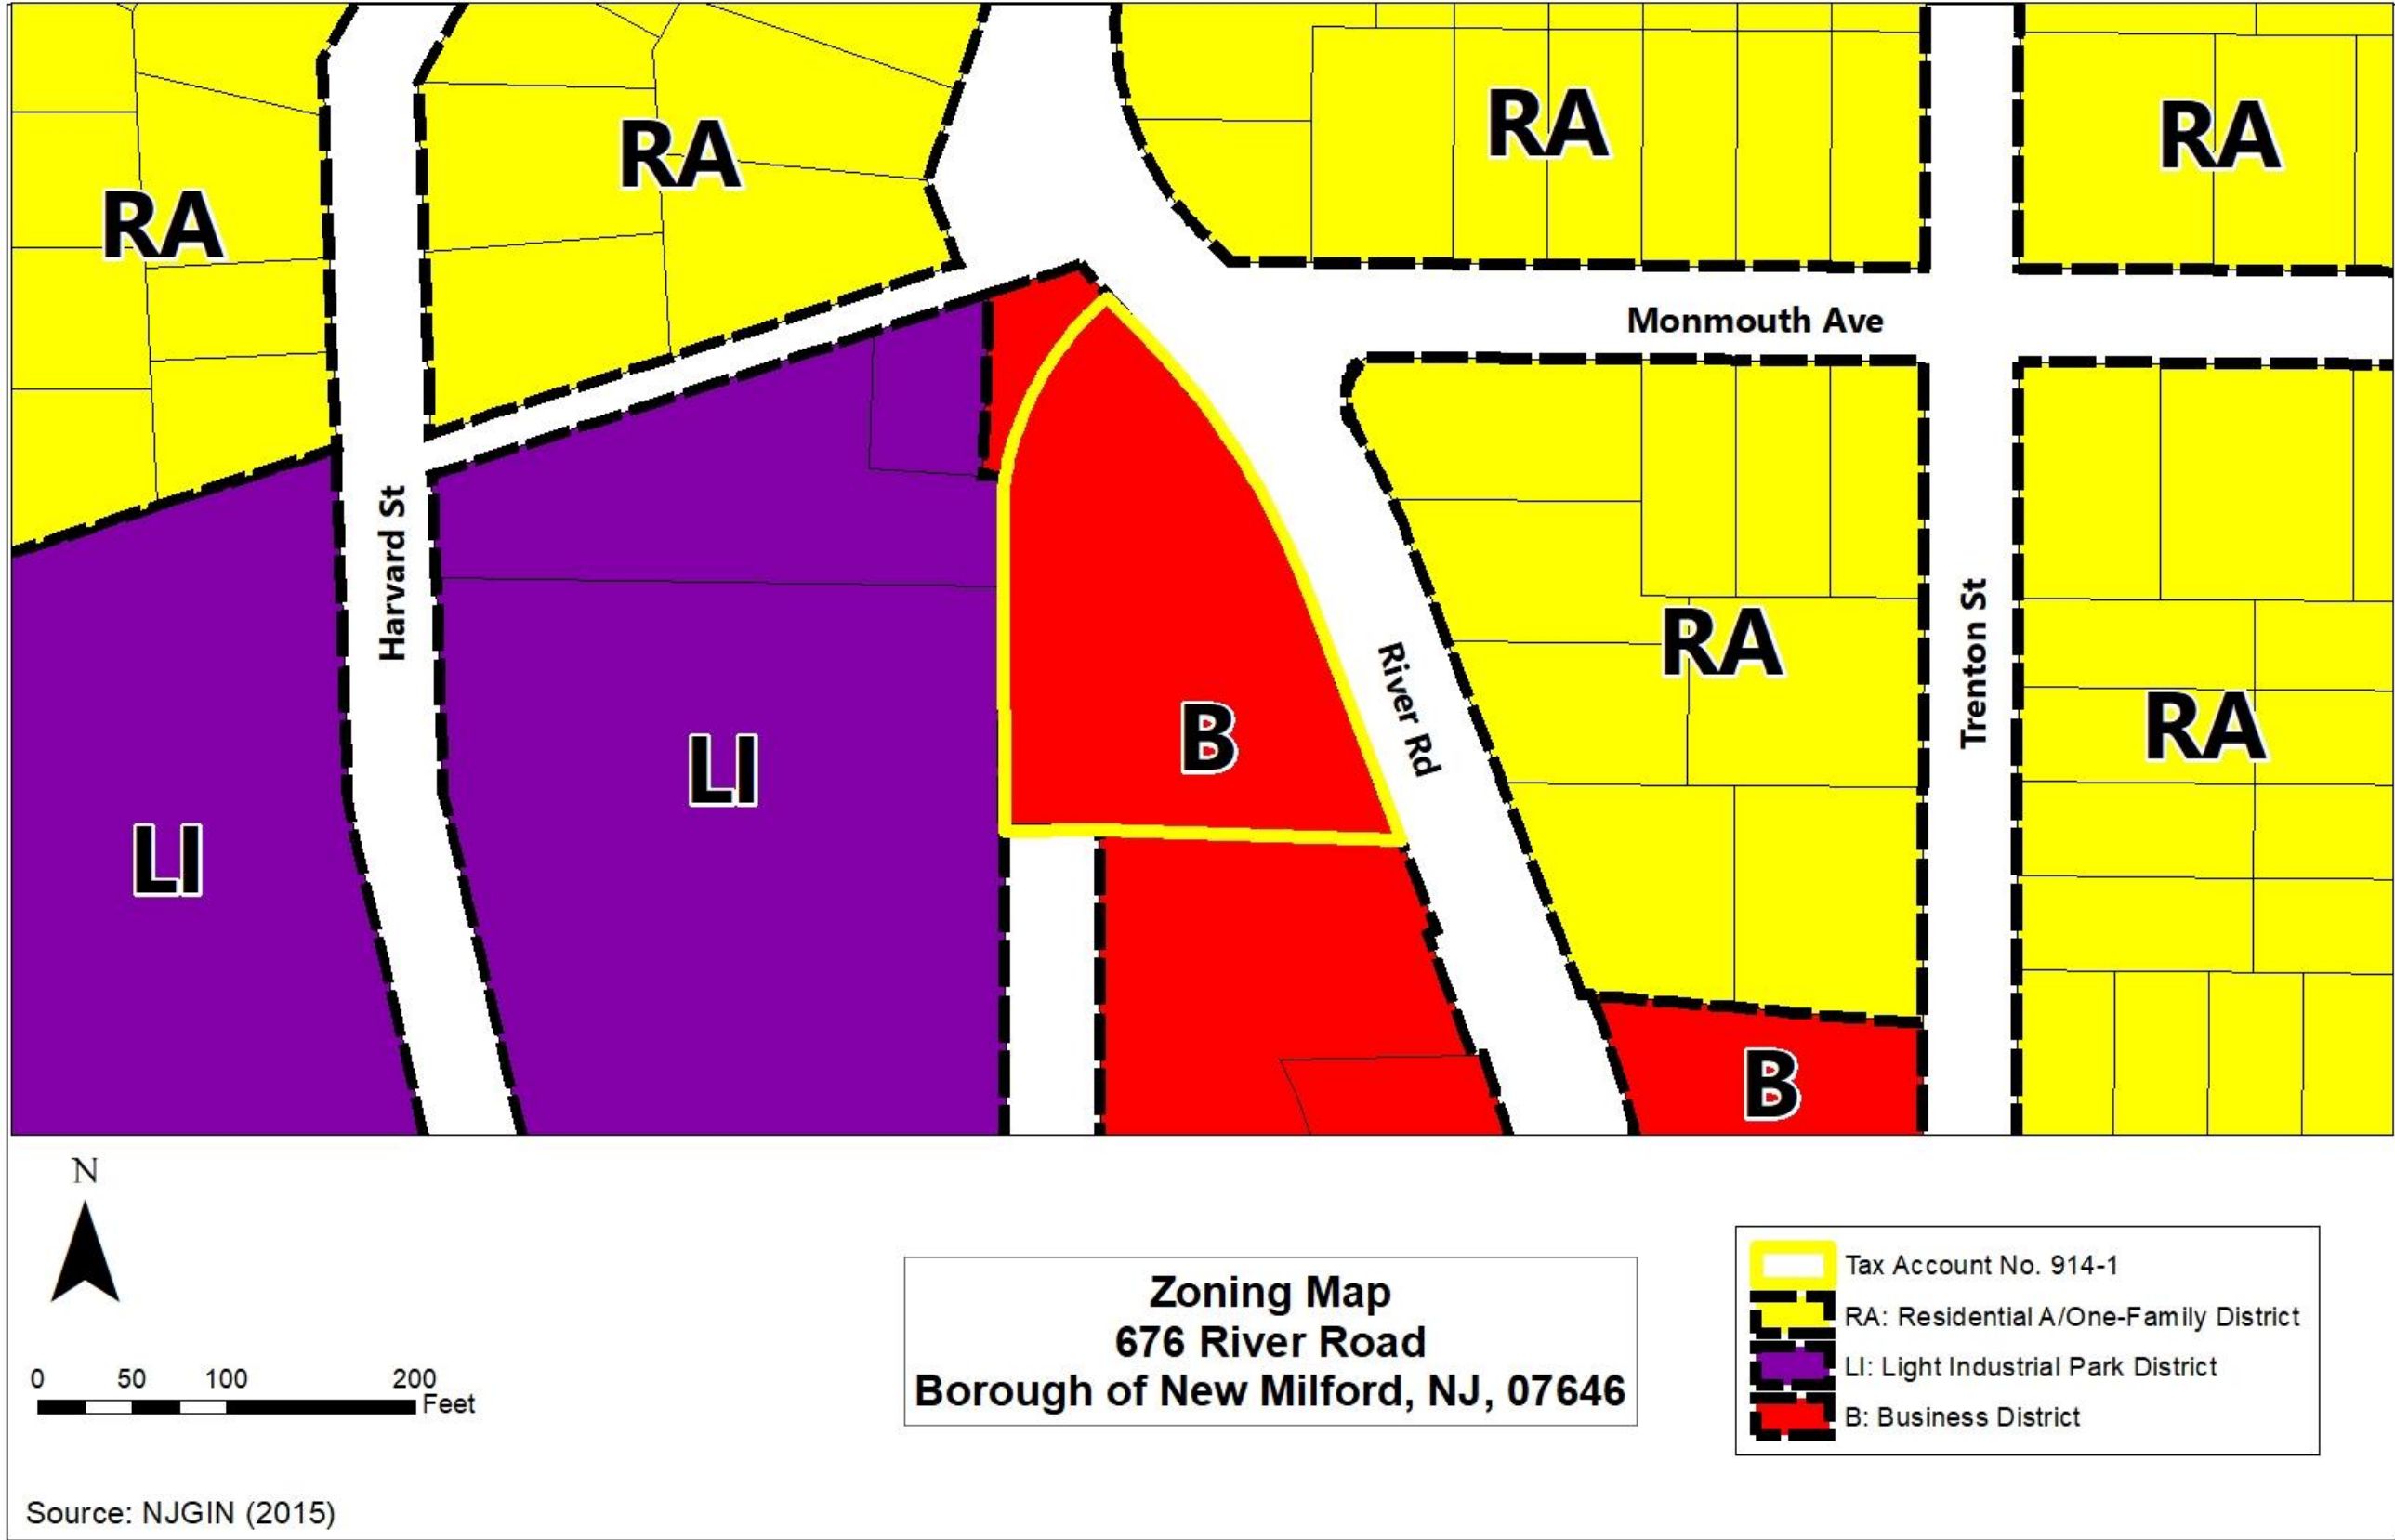 RA
RA
RA
RA
Monmouth Ave
Harvard St
River Rd
Trenton St
RA
RA
B
LI
LI
B
N
0 50 100 200
Feet
Zoning Map
676 River Road
Borough of New Milford, NJ, 07646
Tax Account No. 914-1
RA: Residential A/One-Family District
LI: Light Industrial Park District
B: Business District
Source: NJGIN (2015)